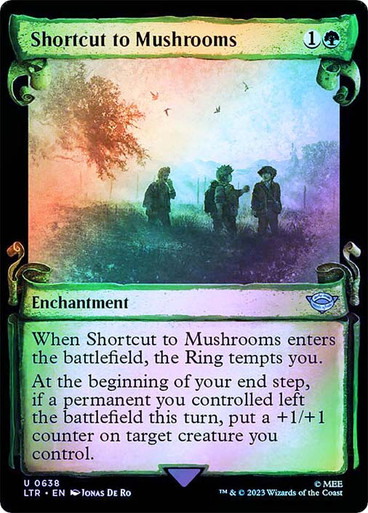 Shortcut to Mushrooms 1
Enchantment
When Shortcut to Mushrooms enters
the battlefield, the Ring tempts you.
At the beginning of your end step,
if a permanent you controlled left
the battlefield this turn, put a +1/+1
counter on target creature you
control.
U 0638
LTR • EN Jonas De Ro
© MEE
™ & © 2023 Wizards of the Coast